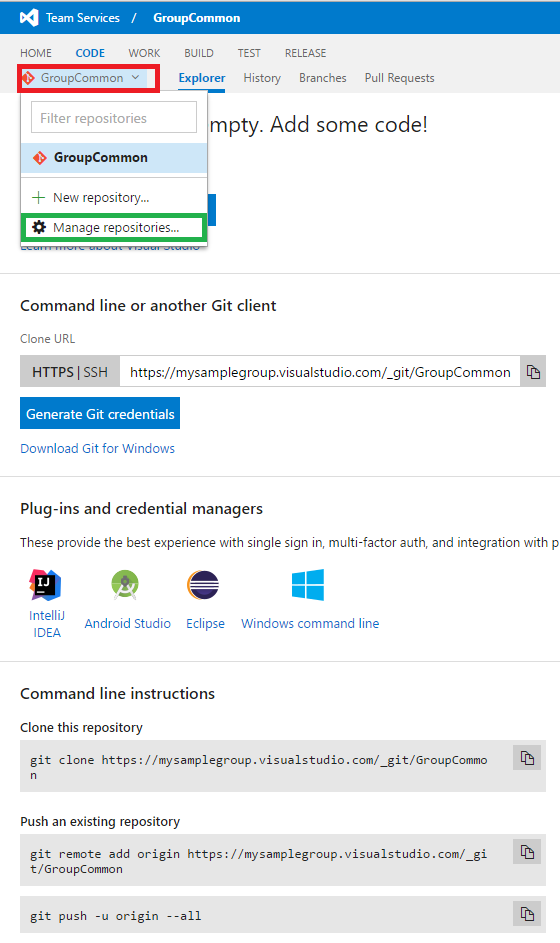 Team Services / GroupCommon
HOME CODE WORK BUILD TEST RELEASE
GroupCommon Explorer History Branches Pull Requests
Filter repositories
mpty. Add some code!
GroupCommon
New repository...
Manage repositories...
Learn more about Visual Studio
Command line or another Git client
Clone URL
HTTPS | SSH https://mysamplegroup.visualstudio.com/_git/GroupCommon
Generate Git credentials
Download Git for Windows
Plug-ins and credential managers
These provide the best experience with single sign in, multi-factor auth, and integration with p
IJ
IntelliJ
IDEA
Android Studio
Eclipse
Windows command line
Command line instructions
Clone this repository
git clone https://mysamplegroup.visualstudio.com/_git/GroupCommo
n
Push an existing repository
git remote add origin https://mysamplegroup.visualstudio.com/_gi
t/GroupCommon
git push -u origin --all